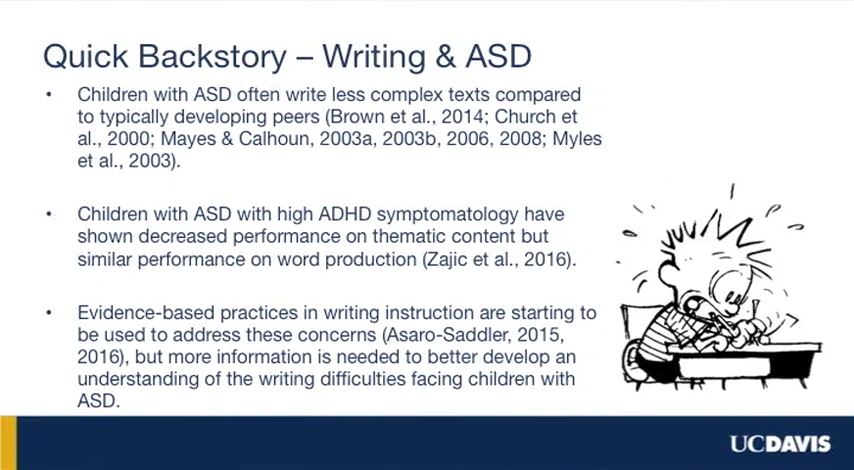 Quick Backstory – Writing & ASD
• Children with ASD often write less complex texts compared
to typically developing peers (Brown et al., 2014; Church et
al., 2000; Mayes & Calhoun, 2003a, 2003b, 2006, 2008; Myles
et al., 2003).
• Children with ASD with high ADHD symptomatology have
shown decreased performance on thematic content but
similar performance on word production (Zajic et al., 2016).
• Evidence-based practices in writing instruction are starting to
be used to address these concerns (Asaro-Saddler, 2015,
2016), but more information is needed to better develop an
understanding of the writing difficulties facing children with
ASD.
UCDAVIS